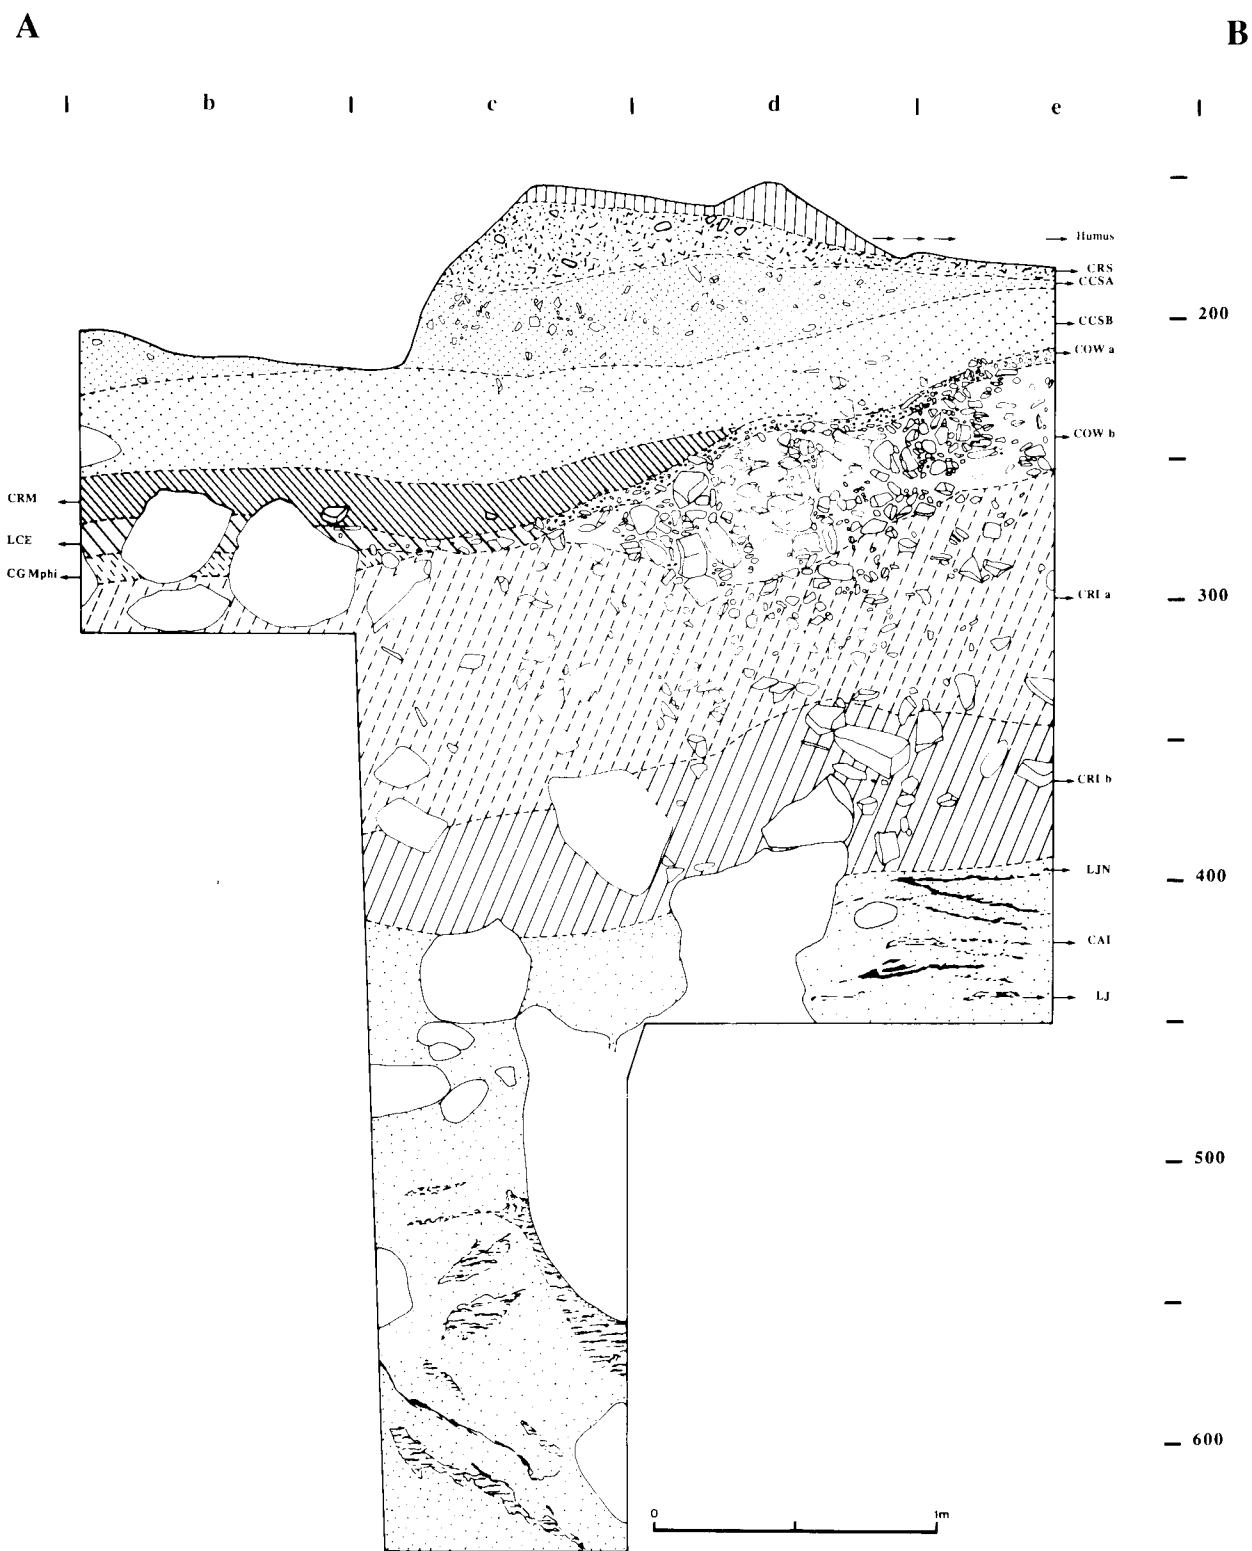 A B
b c d e
Humus
CRS
CCSA
CCSB
200
COW a
COW b
CRM
LCE
CG Mphi
CRI a
300
CRI b
LJN
400
CAI
LJ
500
600
0 1m